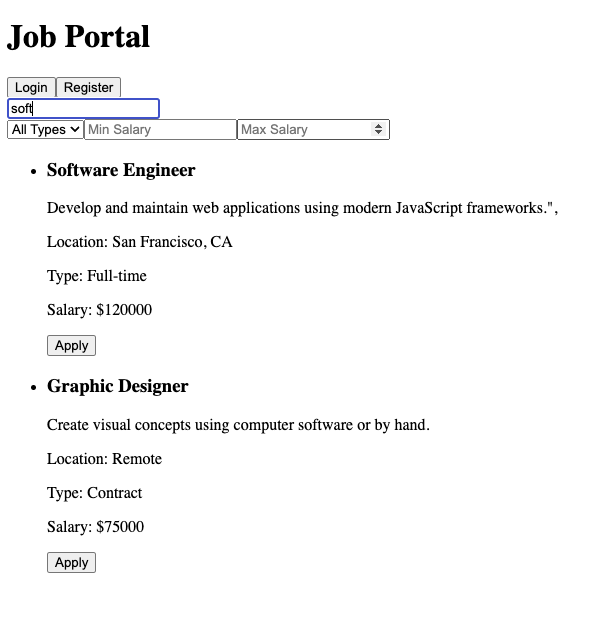 Job Portal
Login Register
soft
All Types Min Salary Max Salary
Software Engineer
Develop and maintain web applications using modern JavaScript frameworks.",
Location: San Francisco, CA
Type: Full-time
Salary: $120000
Apply
Graphic Designer
Create visual concepts using computer software or by hand.
Location: Remote
Type: Contract
Salary: $75000
Apply